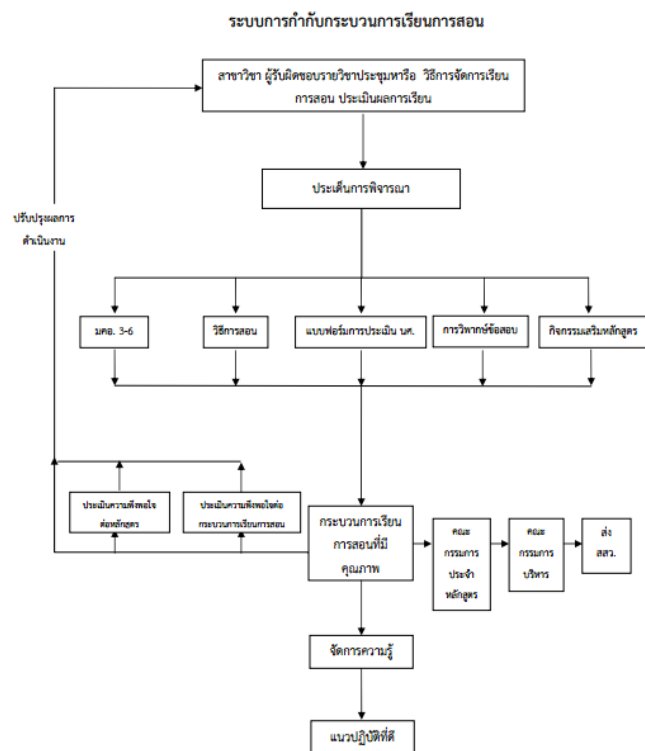 ระบบการกำกับกระบวนการเรียนการสอน
สาขาวิชา ผู้รับผิดขอบรายวิชาประชุมหารือ วิธีการจัดการเรียน
การสอน ประเมินผลการเรียน
ประเด็นการพิจารณา
ปรับปรุงผลการ
ดำเนินงาน
มคอ. 3-6
วิธีการสอน
แบบฟอร์มการประเมิน นศ.
การวิพากษ์ข้อสอบ
กิจกรรมเสริมหลักสูตร
ประเมินความพึงพอใจ
ต่อหลักสูตร
ประเมินความพึงพอใจต่อ
กระบวนการเรียนการสอน
กระบวนการเรียน
การสอนที่มี
คุณภาพ
คณะ
กรรมการ
ประจำ
หลักสูตร
คณะ
กรรมการ
บริหาร
ส่ง
สสว.
จัดการความรู้
แนวปฏิบัติที่ดี